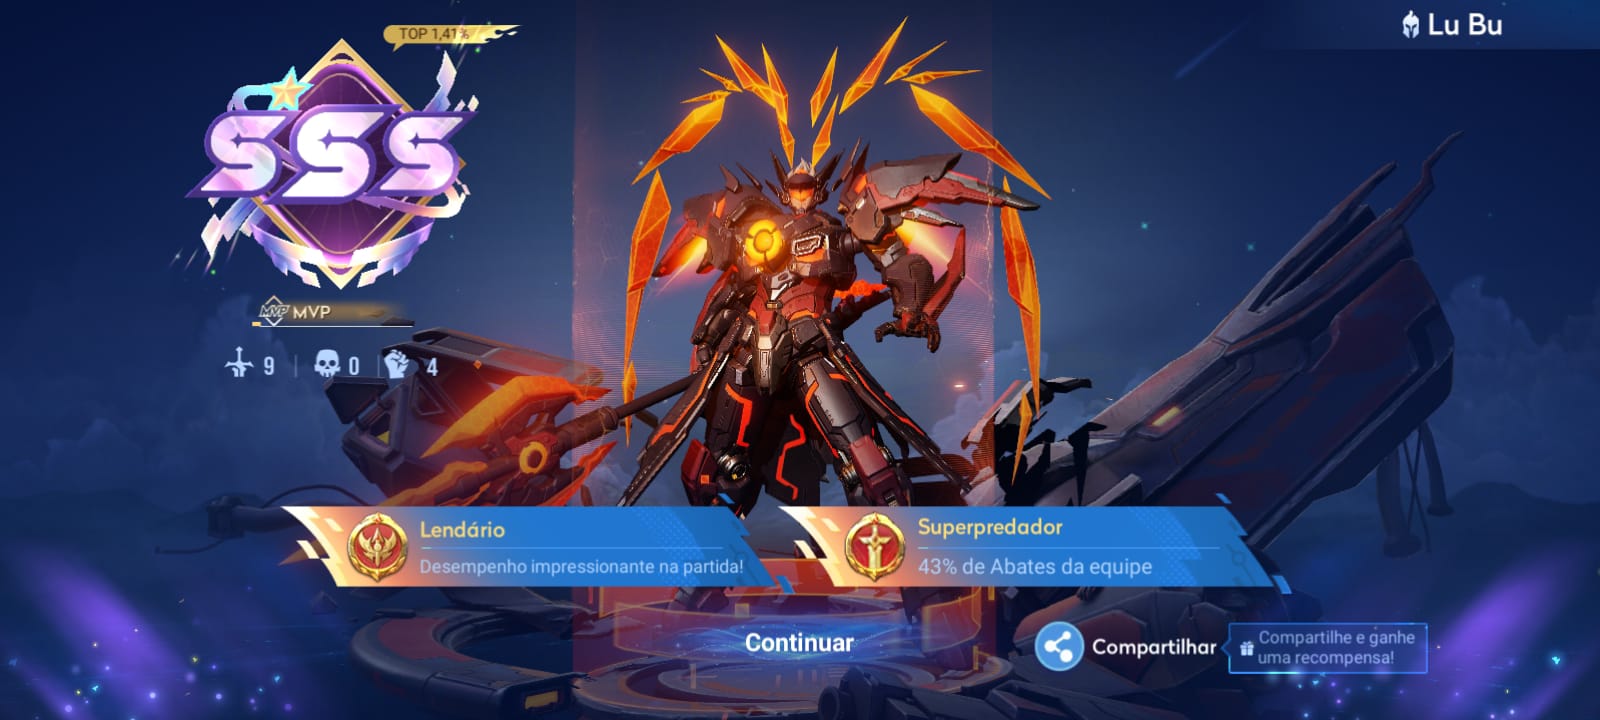 TOP 1,41%
Lu Bu
SSS
MVP MVP
9 0 4
Lendário
Desempenho impressionante na partida!
Superpredador
43% de Abates da equipe
Continuar
Compartilhar
Compartilhe e ganhe
uma recompensa!